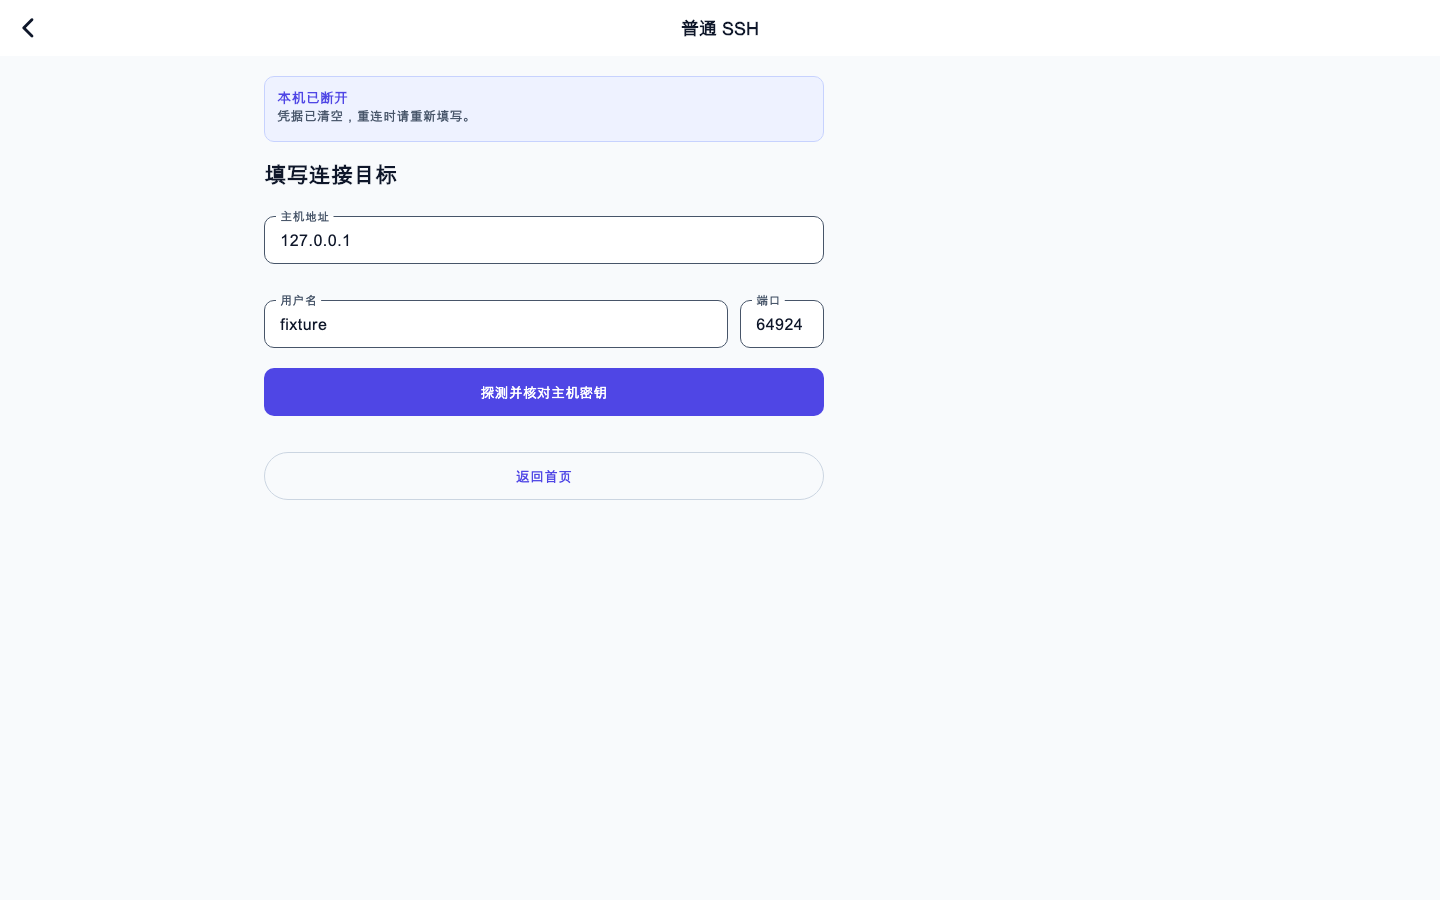 普通 SSH
本机已断开
凭据已清空，重连时请重新填写。
填写连接目标
主机地址
127.0.0.1
用户名
端口
fixture
64924
探测并核对主机密钥
返回首页